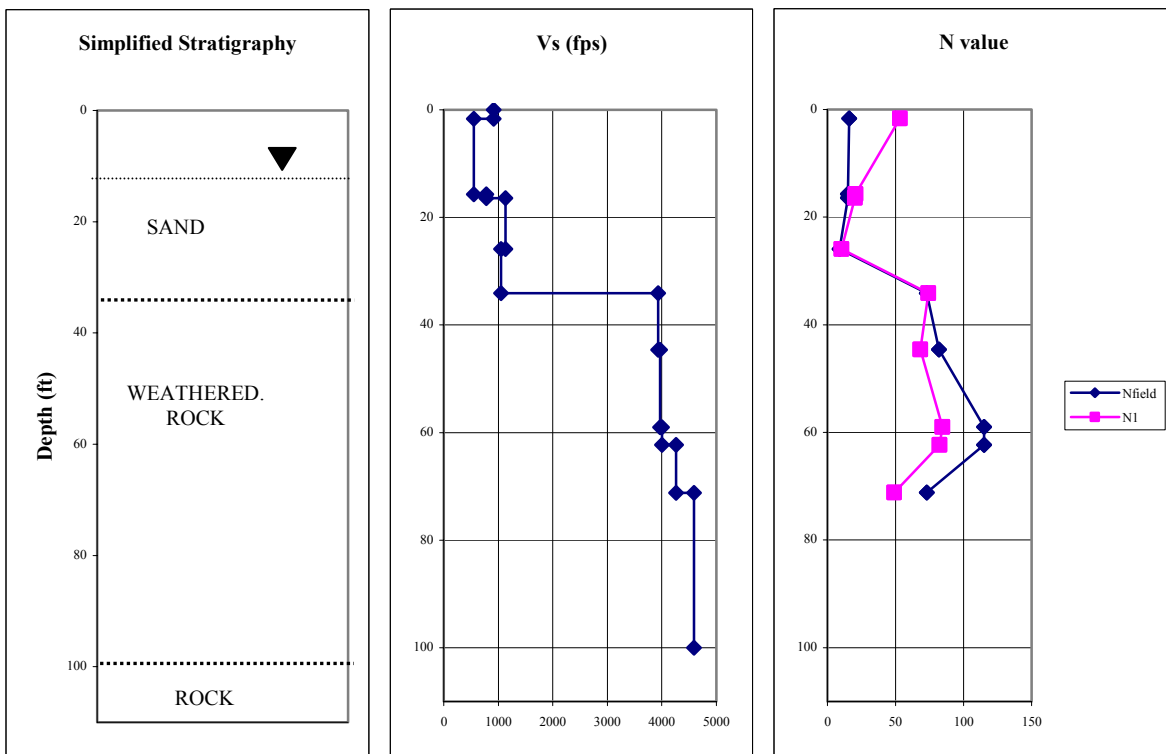 Simplified Stratigraphy
0
20
40
60
80
100
Depth (ft)
SAND
WEATHERED.
ROCK
ROCK
Vs (fps)
0
20
40
60
80
100
0 1000 2000 3000 4000 5000
N value
0
20
40
60
80
100
0 50 100 150
Nfield
N1